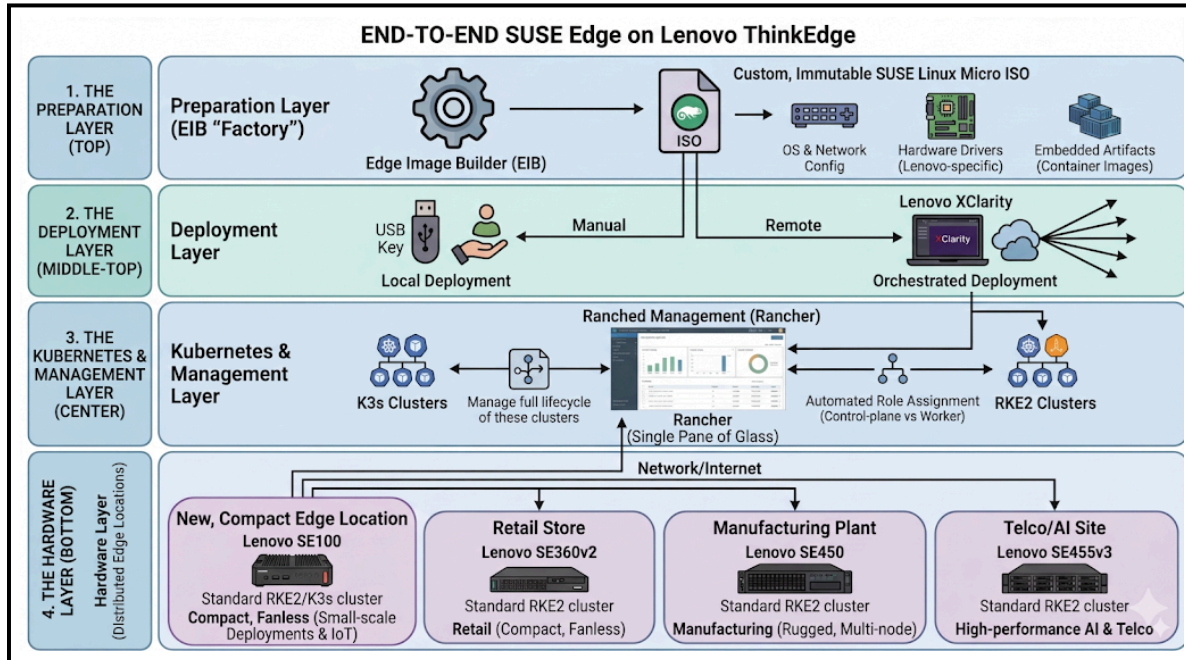 END-TO-END SUSE Edge on Lenovo ThinkEdge
1. THE
PREPARATION
LAYER
(TOP)
Preparation Layer
(EIB “Factory”)
Edge Image Builder (EIB)
ISO
Custom, Immutable SUSE Linux Micro ISO
OS & Network
Config
Hardware Drivers
(Lenovo-specific)
Embedded Artifacts
(Container Images)
2. THE
DEPLOYMENT
LAYER
(MIDDLE-TOP)
Deployment
Layer
USB
Key
Local Deployment
Manual
Remote
Lenovo XClarity
XClarity
Orchestrated Deployment
3. THE
KUBERNETES &
MANAGEMENT
LAYER
(CENTER)
Kubernetes &
Management
Layer
K3s Clusters
Manage full lifecycle
of these clusters
Ranched Management (Rancher)
Rancher
(Single Pane of Glass)
Automated Role Assignment
(Control-plane vs Worker)
RKE2 Clusters
4. THE HARDWARE
LAYER (BOTTOM)
Hardware Layer
(Distributed Edge Locations)
Network/Internet
New, Compact Edge Location
Lenovo SE100
Standard RKE2/K3s cluster
Compact, Fanless (Small-scale
Deployments & IoT)
Retail Store
Lenovo SE360v2
Standard RKE2 cluster
Retail (Compact, Fanless)
Manufacturing Plant
Lenovo SE450
Standard RKE2 cluster
Manufacturing (Rugged, Multi-node)
Telco/AI Site
Lenovo SE455v3
Standard RKE2 cluster
High-performance AI & Telco